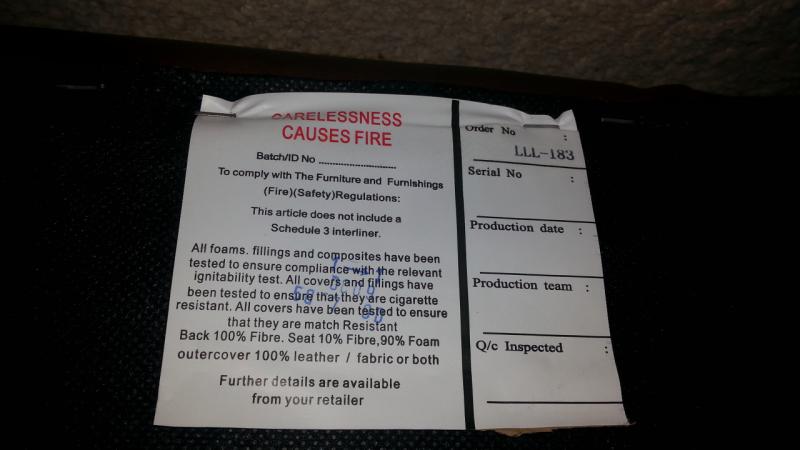 CARELESSNESS
CAUSES FIRE
Batch/ID No ............................
To comply with The Furniture and Furnishings
(Fire)(Safety)Regulations:
This article does not include a
Schedule 3 interliner.
All foams. fillings and composites have been
tested to ensure compliance with the relevant
ignitability test. All covers and fillings have
been tested to ensure that they are cigarette
resistant. All covers have been tested to ensure
that they are match Resistant
Back 100% Fibre. Seat 10% Fibre,90% Foam
outercover 100% leather / fabric or both
Further details are available
from your retailer
Order No :
LLL-183
Serial No :
Production date :
Production team :
Q/c Inspected :